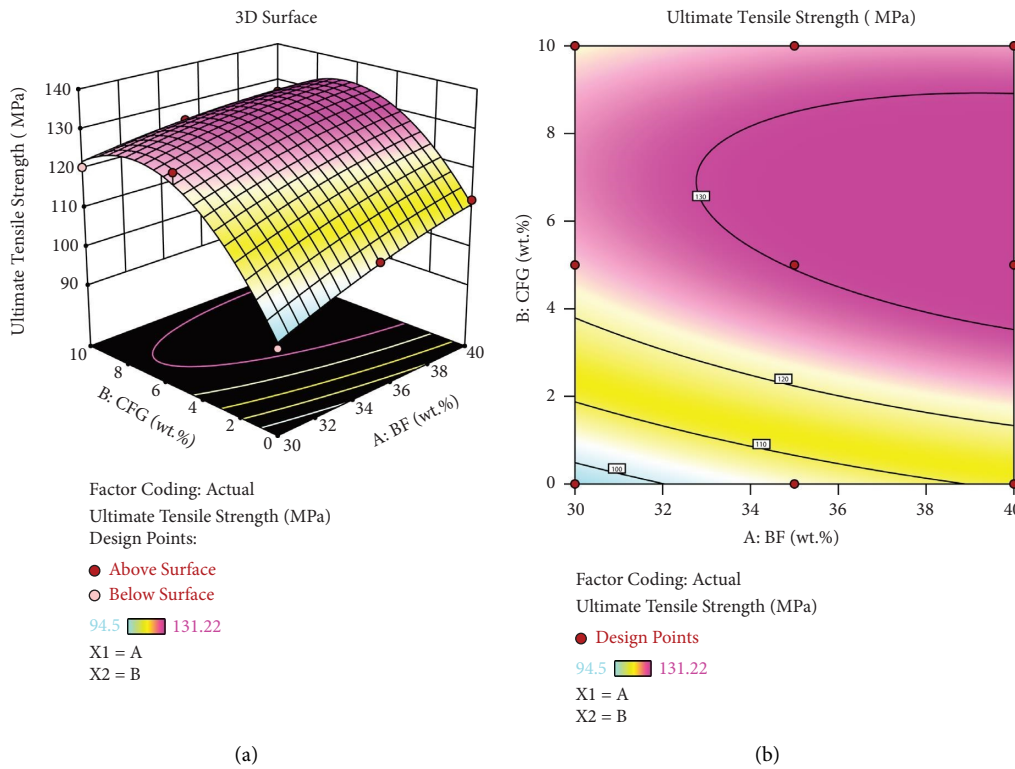 3D Surface
Ultimate Tensile Strength ( MPa)
140
130
120
110
100
90
10
8
6
4
2
0
30
32
34
36
38
40
B: CFG (wt.%)
A: BF (wt.%)
Factor Coding: Actual
Ultimate Tensile Strength (MPa)
Design Points:
Above Surface
Below Surface
94.5 131.22
X1 = A
X2 = B
(a)
Ultimate Tensile Strength ( MPa)
B: CFG (wt.%)
10
8
6
4
2
0
130
120
110
100
30 32 34 36 38 40
A: BF (wt.%)
Factor Coding: Actual
Ultimate Tensile Strength (MPa)
Design Points
94.5 131.22
X1 = A
X2 = B
(b)